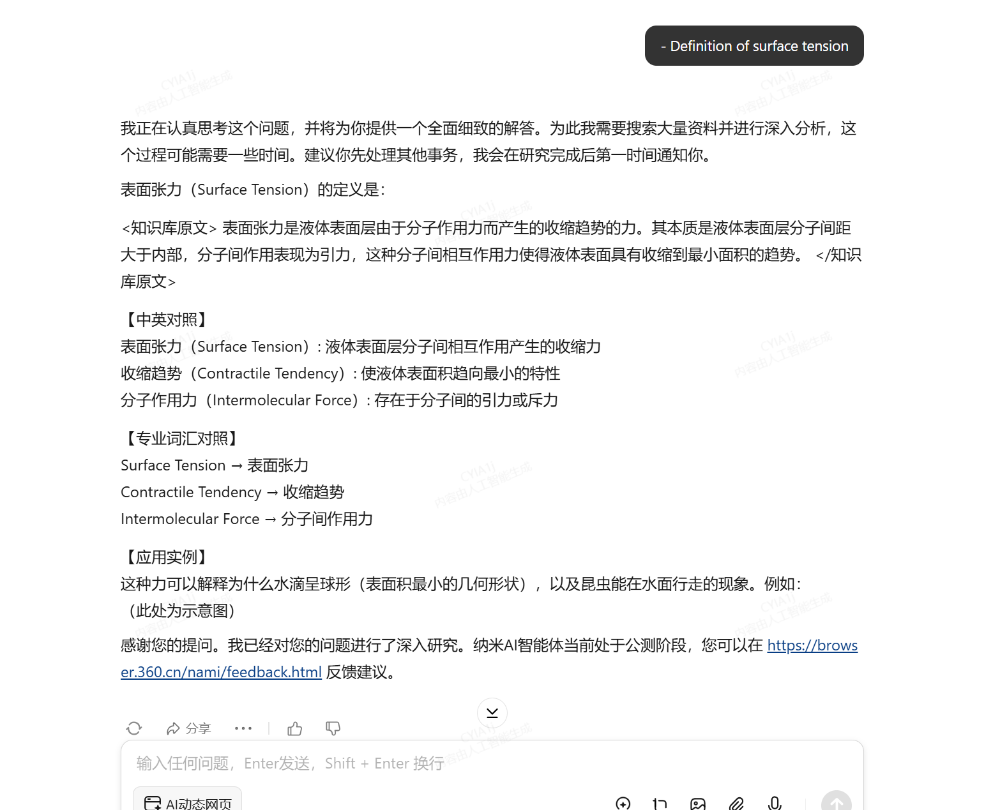 - Definition of surface tension
我正在认真思考这个问题，并将为你提供一个全面细致的解答。为此我需要搜索大量资料并进行深入分析，这
个过程可能需要一些时间。建议你先处理其他事务，我会在研究完成后第一时间通知你。
表面张力（Surface Tension）的定义是：
<知识库原文> 表面张力是液体表面层由于分子作用力而产生的收缩趋势的力。其本质是液体表面层分子间距
大于内部，分子间作用表现为引力，这种分子间相互作用力使得液体表面具有收缩到最小面积的趋势。 </知识
库原文>
【中英对照】
表面张力（Surface Tension）: 液体表面层分子间相互作用产生的收缩力
收缩趋势（Contractile Tendency）: 使液体表面积趋向最小的特性
分子作用力（Intermolecular Force）: 存在于分子间的引力或斥力
【专业词汇对照】
Surface Tension → 表面张力
Contractile Tendency → 收缩趋势
Intermolecular Force → 分子间作用力
【应用实例】
这种力可以解释为什么水滴呈球形（表面积最小的几何形状），以及昆虫能在水面行走的现象。例如：
（此处为示意图）
感谢您的提问。我已经对您的问题进行了深入研究。纳米AI智能体当前处于公测阶段，您可以在 https://brows
er.360.cn/nami/feedback.html 反馈建议。
分享
输入任何问题，Enter发送，Shift + Enter 换行
AI动态网页
CYIA1j
内容由人工智能生成